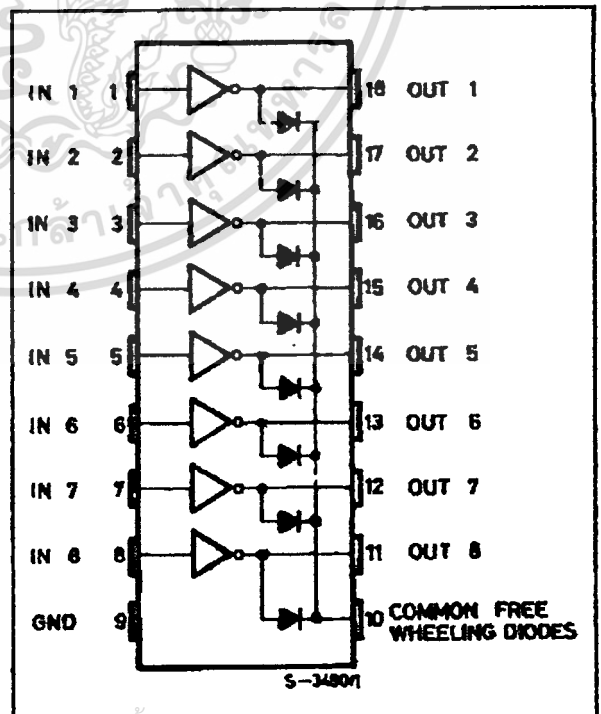 IN 1 1 18 OUT 1
IN 2 2 17 OUT 2
IN 3 3 16 OUT 3
IN 4 4 15 OUT 4
IN 5 5 14 OUT 5
IN 6 6 13 OUT 6
IN 7 7 12 OUT 7
IN 8 8 11 OUT 8
GND 9 10 COMMON FREE
WHEELING DIODES